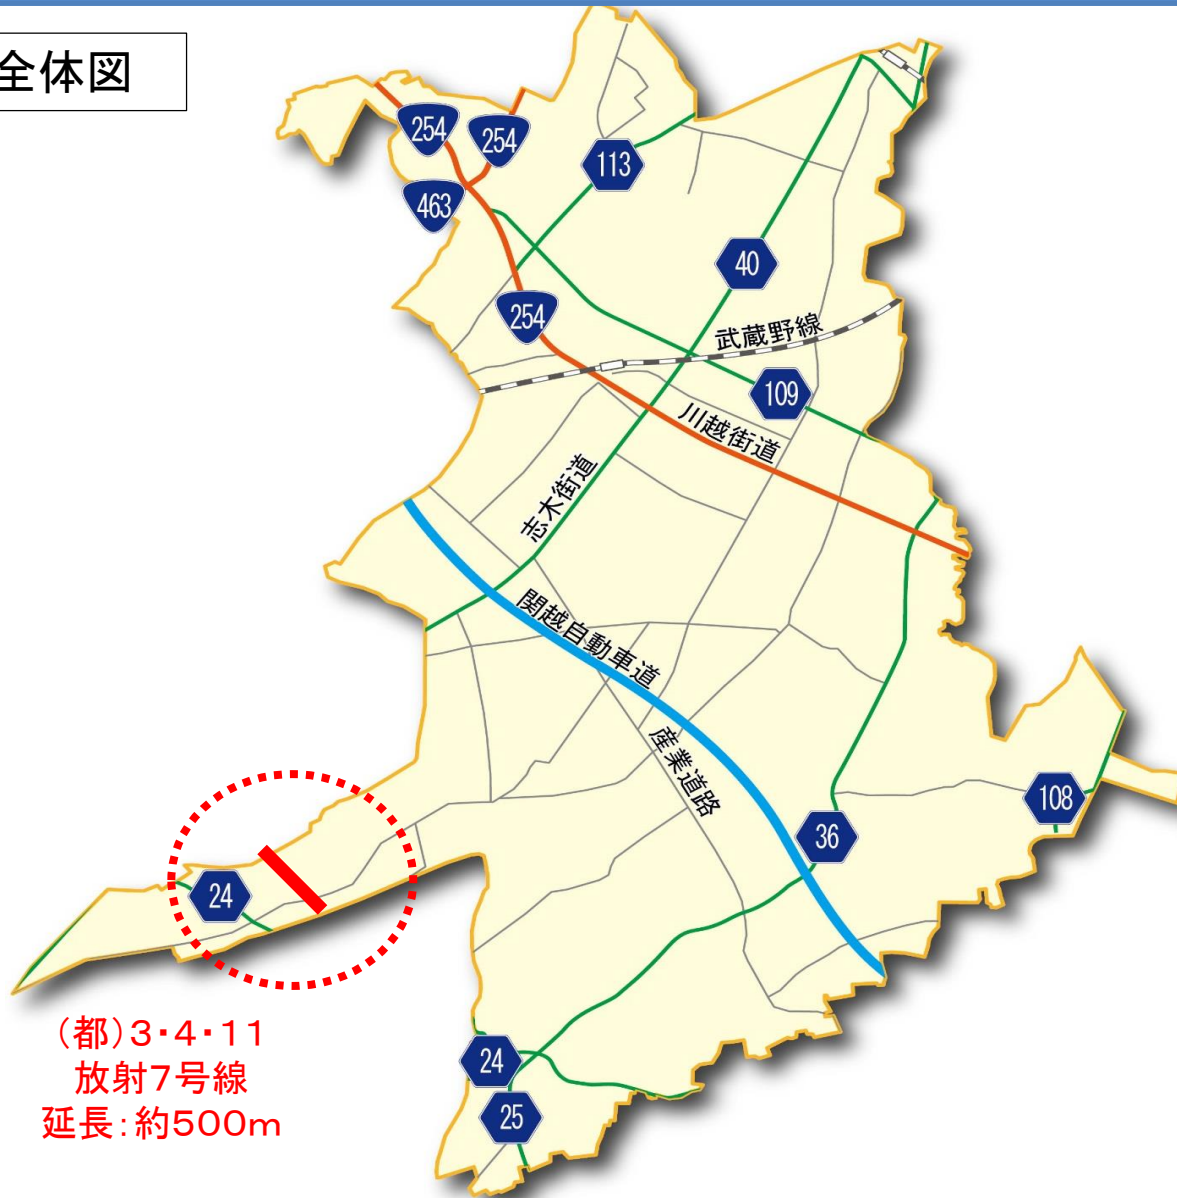 全体図
254
254
463
113
40
254
武蔵野線
109
川越街道
志木街道
関越自動車道
産業道路
108
36
24
(都)3・4・11
放射7号線
延長：約500m
24
25